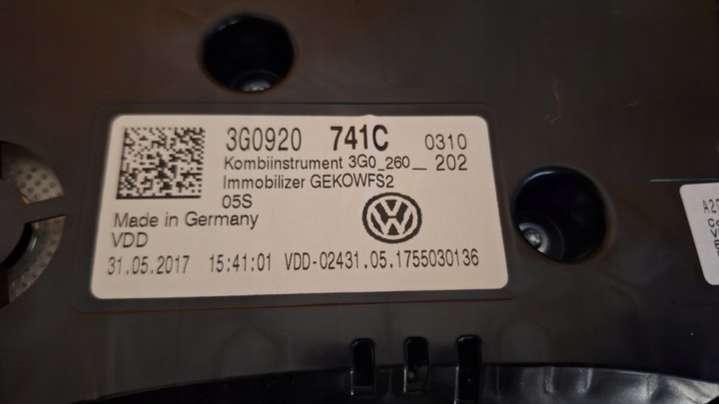 3G0920 741C 0310
Kombiinstrument 3G0_260__ 202
Immobilizer GEKOWFS2
05S
Made in Germany
VDD
31.05.2017 15:41:01 VDD-02431.05.1755030136